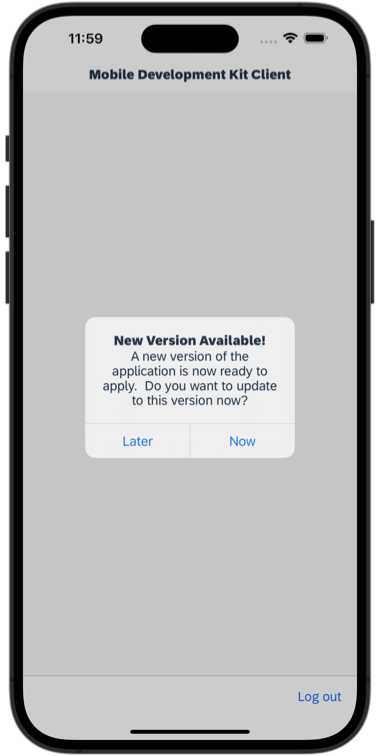 11:59
Mobile Development Kit Client
New Version Available!
A new version of the
application is now ready to
apply.  Do you want to update
to this version now?
Later
Now
Log out